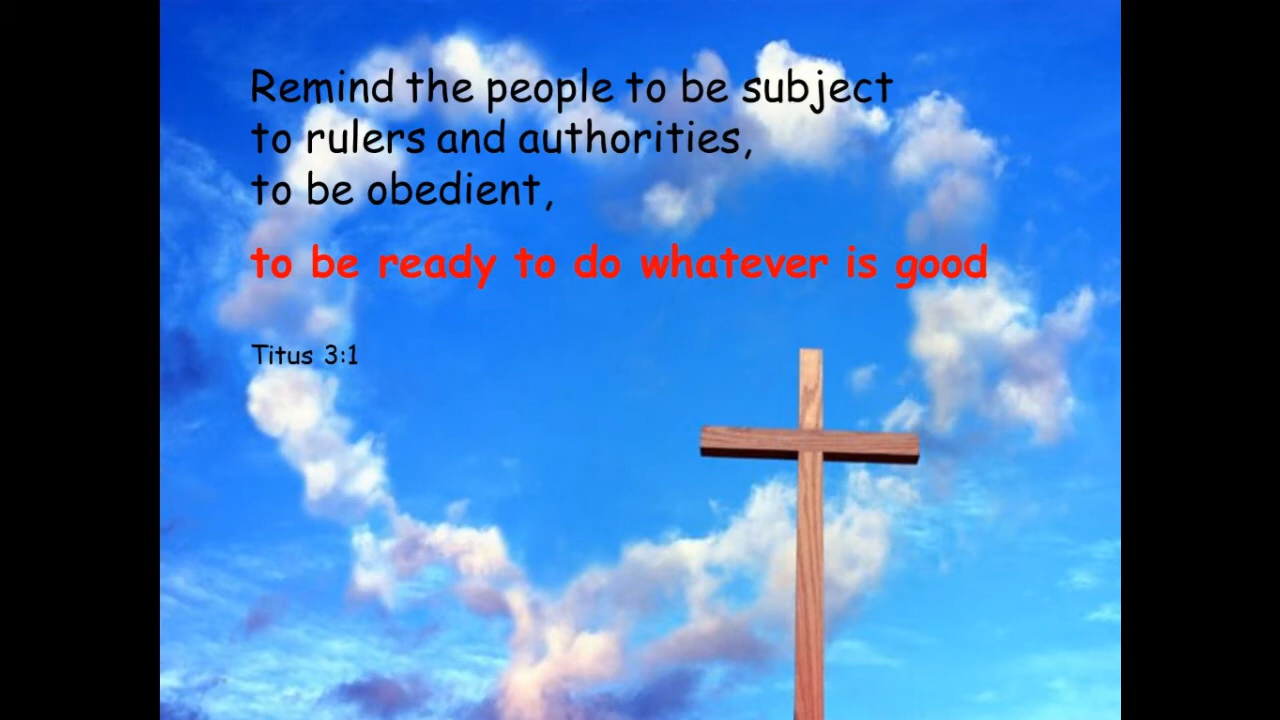 Remind the people to be subject
to rulers and authorities,
to be obedient,
to be ready to do whatever is good
Titus 3:1